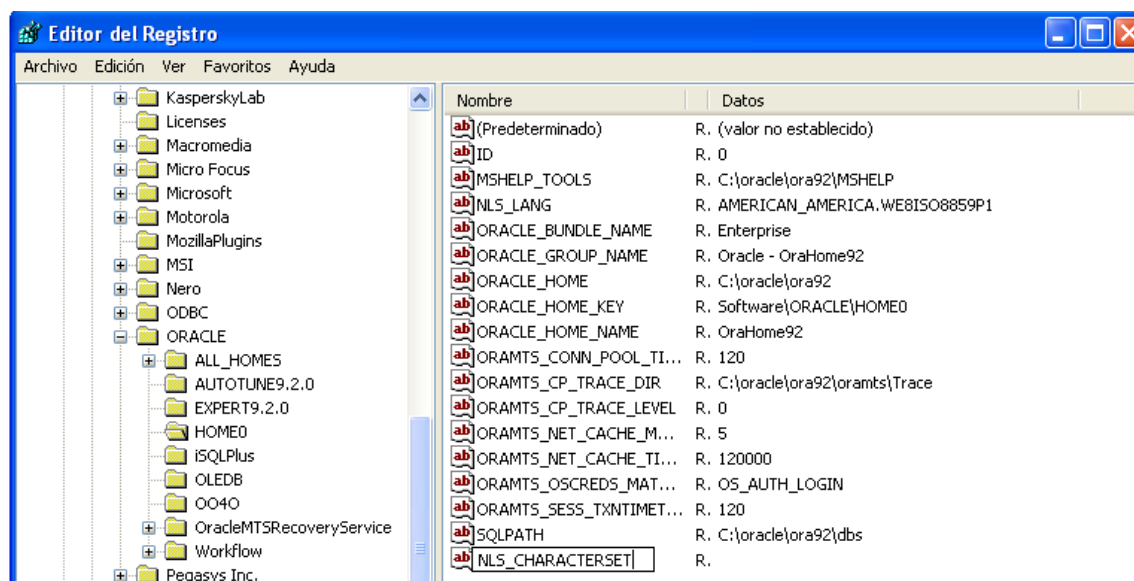 Editor del Registro
Archivo Edición Ver Favoritos Ayuda
KasperskyLab
Licenses
Macromedia
Micro Focus
Microsoft
Motorola
MozillaPlugins
MSI
Nero
ODBC
ORACLE
ALL_HOMES
AUTOTUNE9.2.0
EXPERT9.2.0
HOME0
iSQLPlus
OLEDB
OO4O
OracleMTSRecoveryService
Workflow
Pegasys Inc.
Nombre Datos
(Predeterminado) R. (valor no establecido)
ID R. 0
MSHELP_TOOLS R. C:\oracle\ora92\MSHELP
NLS_LANG R. AMERICAN_AMERICA.WE8ISO8859P1
ORACLE_BUNDLE_NAME R. Enterprise
ORACLE_GROUP_NAME R. Oracle - OraHome92
ORACLE_HOME R. C:\oracle\ora92
ORACLE_HOME_KEY R. Software\ORACLE\HOME0
ORACLE_HOME_NAME R. OraHome92
ORAMTS_CONN_POOL_TI... R. 120
ORAMTS_CP_TRACE_DIR R. C:\oracle\ora92\oramts\Trace
ORAMTS_CP_TRACE_LEVEL R. 0
ORAMTS_NET_CACHE_M... R. 5
ORAMTS_NET_CACHE_TI... R. 120000
ORAMTS_OSCREDS_MAT... R. OS_AUTH_LOGIN
ORAMTS_SESS_TXNTIMET... R. 120
SQLPATH R. C:\oracle\ora92\dbs
NLS_CHARACTERSET R.